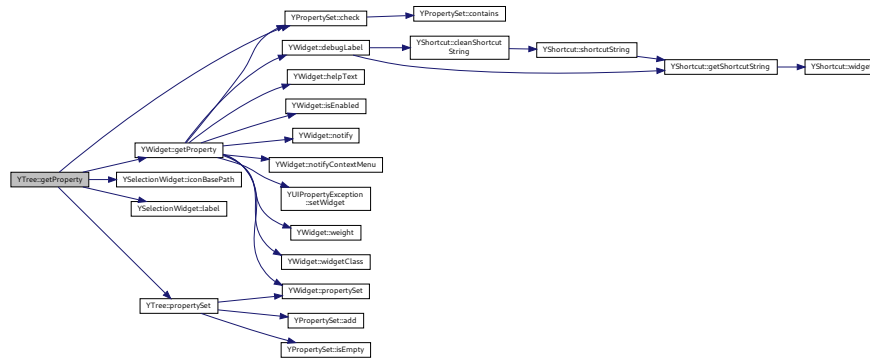 YPropertySet::check
YPropertySet::contains
YWidget::debugLabel
YShortcut::cleanShortcut
String
YShortcut::shortcutString
YShortcut::getShortcutString
YShortcut::widget
YWidget::helpText
YWidget::isEnabled
YWidget::notify
YWidget::getProperty
YWidget::notifyContextMenu
YTree::getProperty
YSelectionWidget::iconBasePath
YUIPropertyException
::setWidget
YSelectionWidget::label
YWidget::weight
YWidget::widgetClass
YWidget::propertySet
YTree::propertySet
YPropertySet::add
YPropertySet::isEmpty